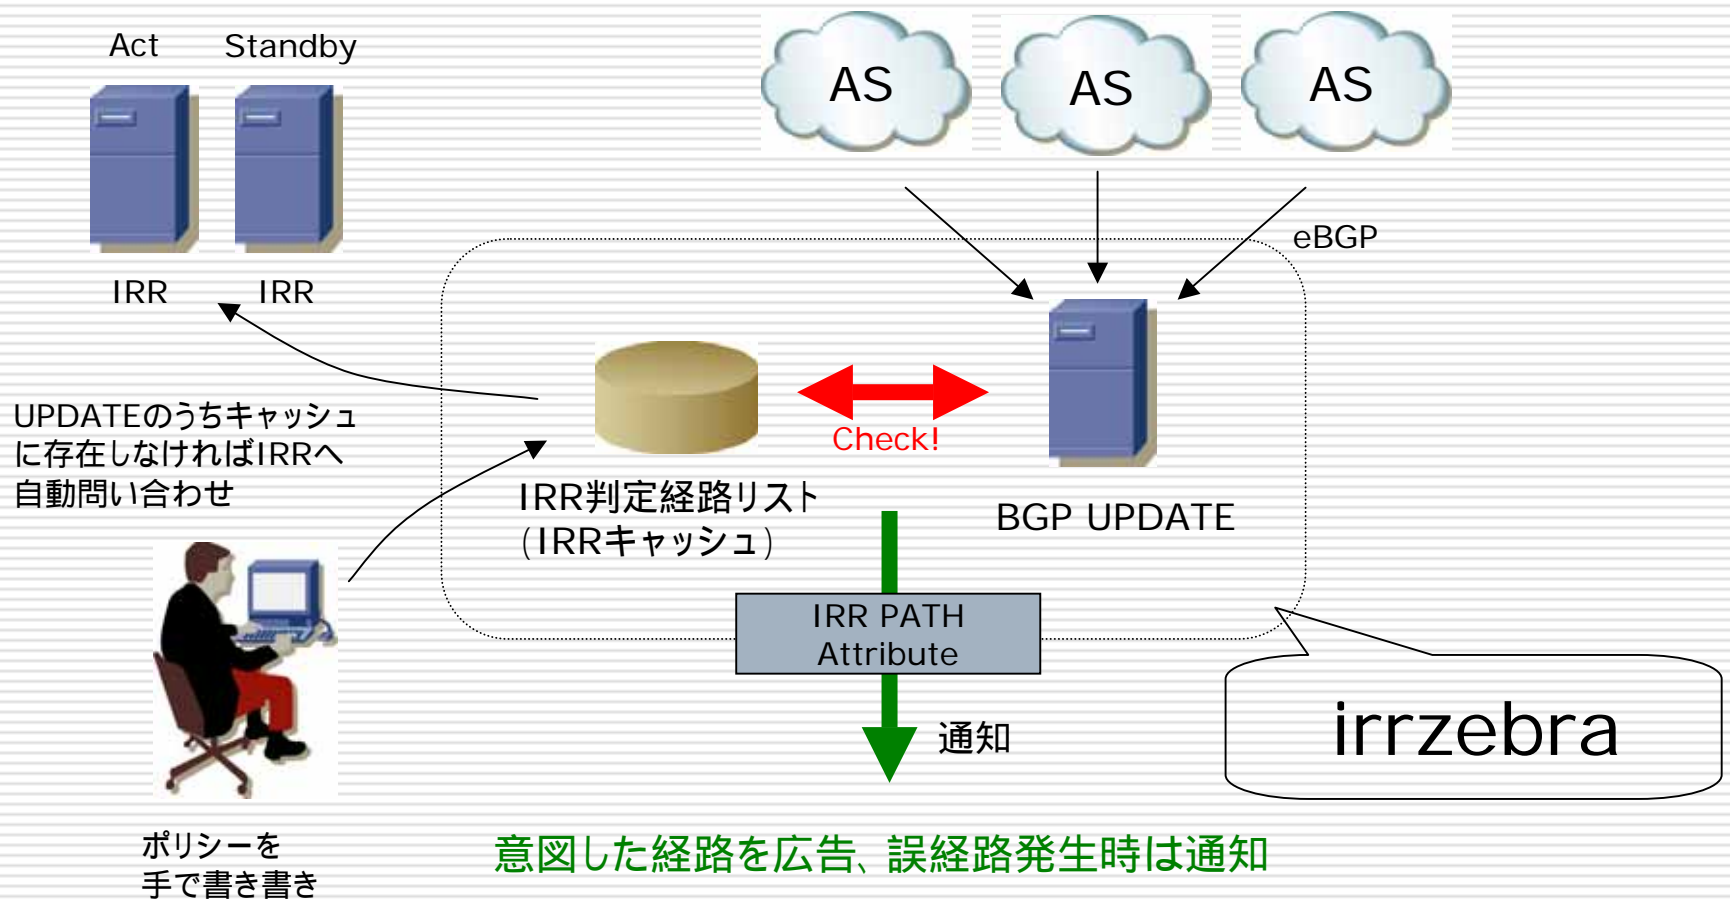 Act
Standby
AS
AS
AS
eBGP
IRR
IRR
UPDATEのうちキャッシュ
に存在しなければIRRへ
自動問い合わせ
Check!
IRR判定経路リスト
(IRRキャッシュ)
BGP UPDATE
IRR PATH
Attribute
通知
irrzebra
ポリシーを
手で書き書き
意図した経路を広告、誤経路発生時は通知